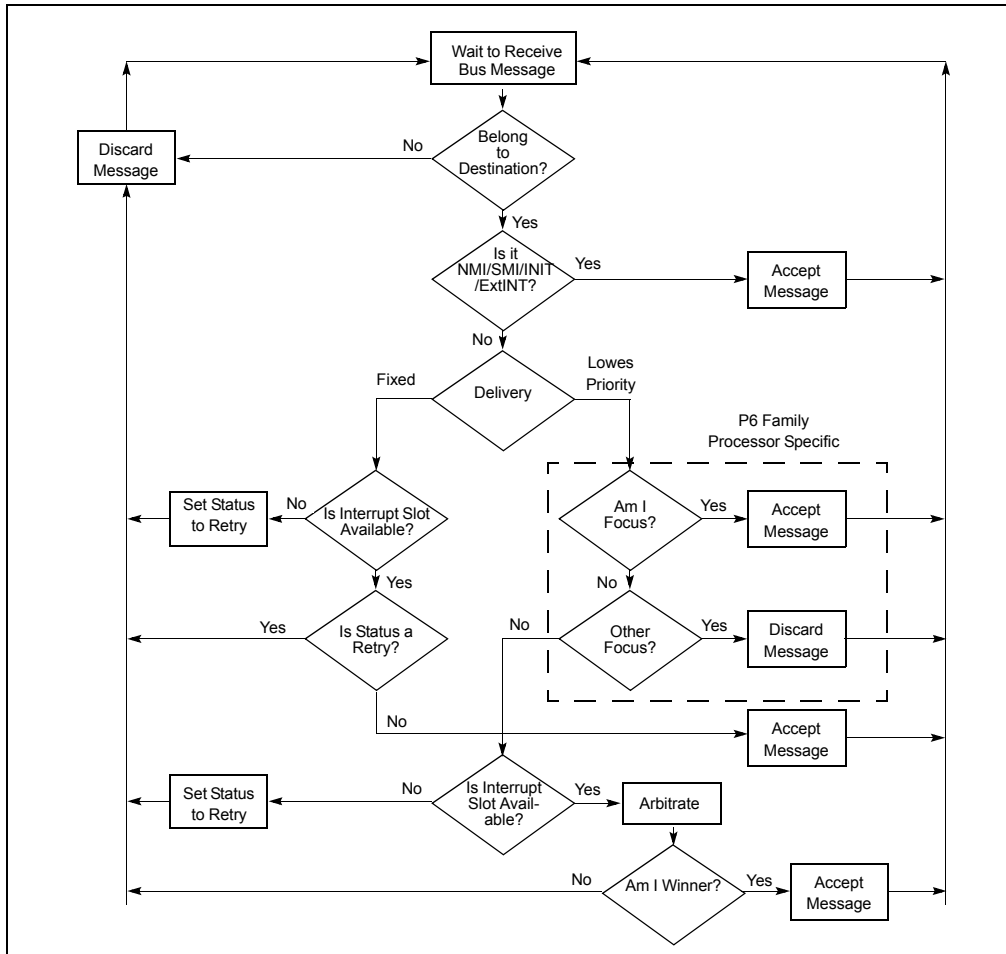 Wait to Receive
Bus Message
Belong
to
Destination?
No
Discard
Message
Yes
Is it
NMI/SMI/INIT
/ExtINT?
Yes
Accept
Message
No
Delivery
Fixed
Lowes
Priority
P6 Family
Processor Specific
Set Status
to Retry
No
Is Interrupt Slot
Available?
Am I
Focus?
Yes
Accept
Message
Yes
No
Yes
Is Status a
Retry?
No
Other
Focus?
Yes
Discard
Message
No
Accept
Message
Set Status
to Retry
No
Is Interrupt
Slot Avail-
able?
Yes
Arbitrate
No
Am I Winner?
Yes
Accept
Message